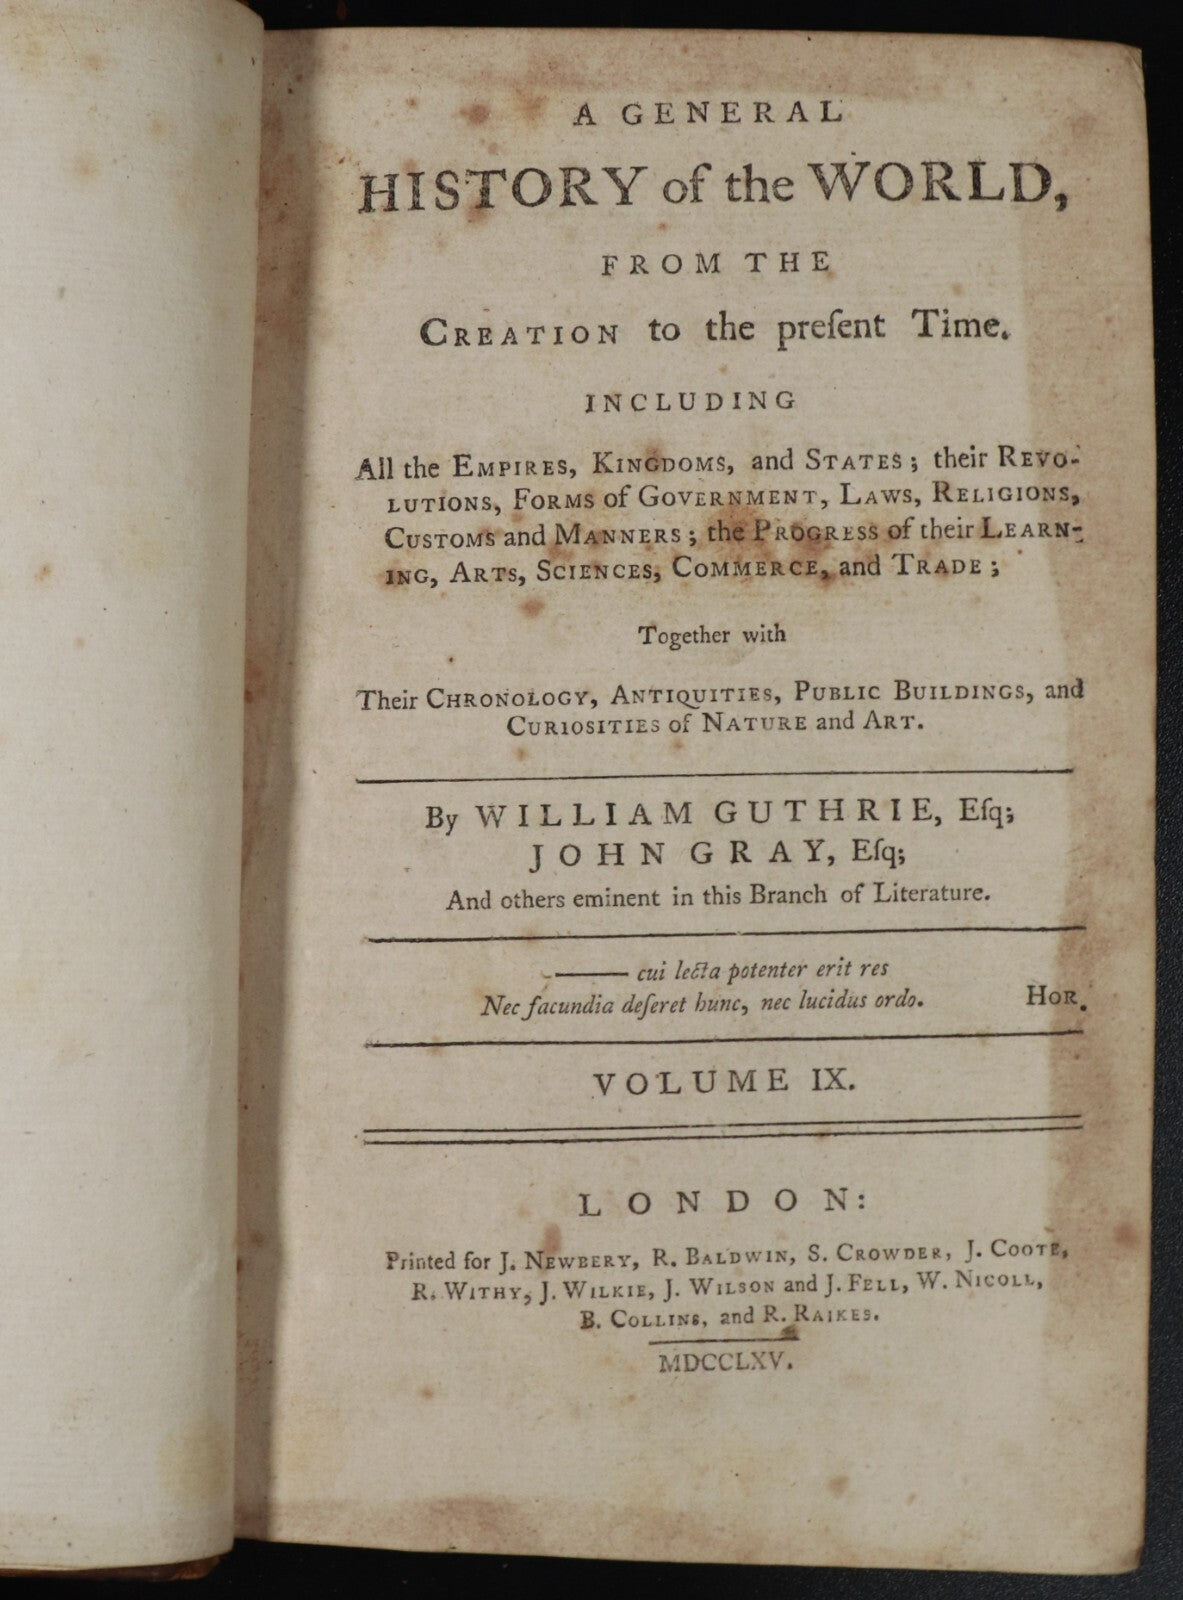 A GENERAL
HISTORY of the WORLD,
FROM THE
CREATION to the preſent Time.
INCLUDING
All the EMPIRES, KINGDOMS, and STATES; their REVO-
LUTIONS, FORMS of GOVERNMENT, LAWS, RELIGIONS,
CUSTOMS and MANNERS; the PROGRESS of their LEARN-
ING, ARTS, SCIENCES, COMMERCE, and TRADE;
Together with
Their CHRONOLOGY, ANTIQUITIES, PUBLIC BUILDINGS, and
CURIOSITIES of NATURE and ART.
By WILLIAM GUTHRIE, Eſq;
JOHN GRAY, Eſq;
And others eminent in this Branch of Literature.
—— cui lecta potenter erit res
Nec facundia deſeret hunc, nec lucidus ordo. HOR.
VOLUME IX.
LONDON:
Printed for J. NEWBERY, R. BALDWIN, S. CROWDER, J. COOTE,
R. WITHY, J. WILKIE, J. WILSON and J. FELL, W. NICOLL,
B. COLLINS, and R. RAIKES.
MDCCLXV.